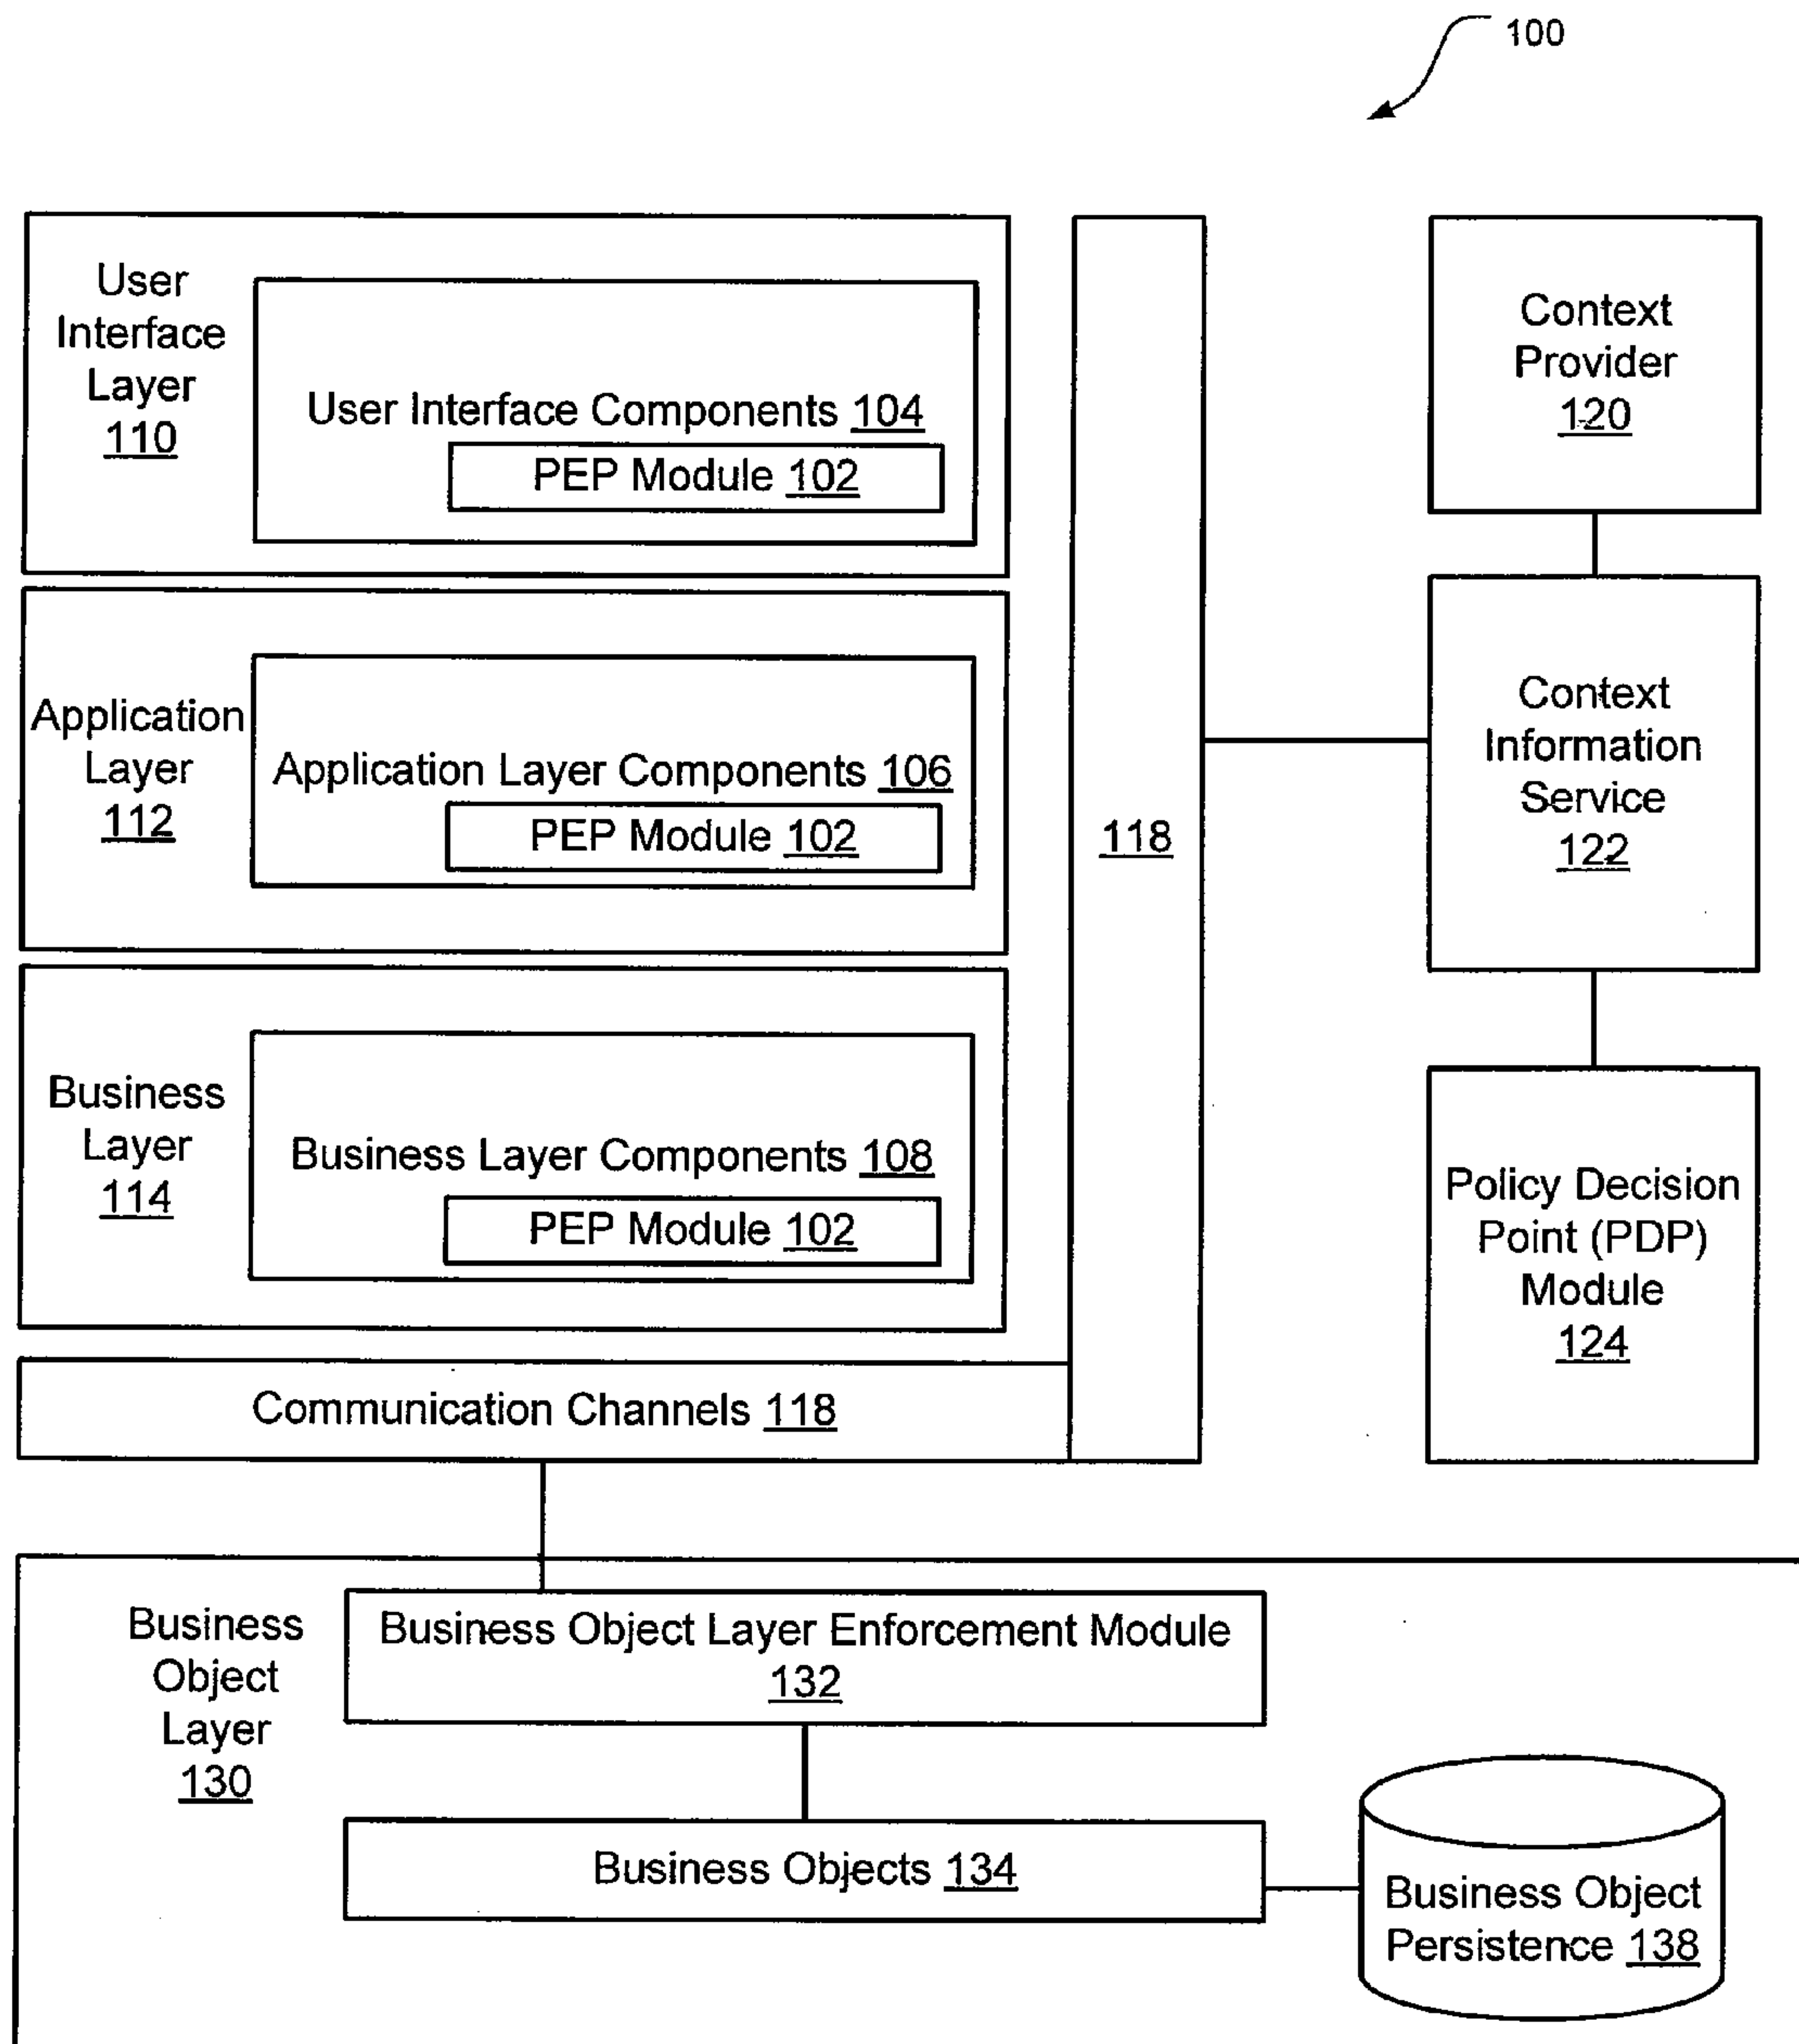 100
User
Interface
Layer
110
User Interface Components 104
PEP Module 102
Application
Layer
112
Application Layer Components 106
PEP Module 102
Business
Layer
114
Business Layer Components 108
PEP Module 102
118
Communication Channels 118
Context
Provider
120
Context
Information
Service
122
Policy Decision
Point (PDP)
Module
124
Business
Object
Layer
130
Business Object Layer Enforcement Module
132
Business Objects 134
Business Object
Persistence 138